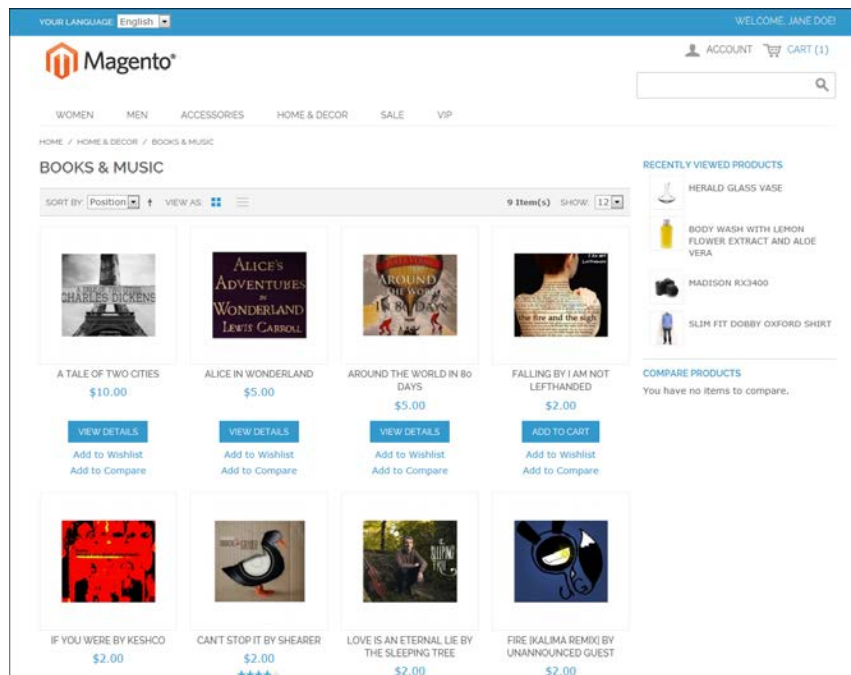 YOUR LANGUAGE: English
WELCOME, JANE DOE!
Magento®
ACCOUNT
CART (1)
WOMEN
MEN
ACCESSORIES
HOME & DECOR
SALE
VIP
HOME / HOME & DECOR / BOOKS & MUSIC
BOOKS & MUSIC
SORT BY: Position
VIEW AS:
9 Item(s)
SHOW: 12
A TALE OF TWO CITIES
CHARLES DICKENS
A TALE OF TWO CITIES
$10.00
VIEW DETAILS
Add to Wishlist
Add to Compare
ALICE'S
ADVENTURES
IN
WONDERLAND
LEWIS CARROLL
ALICE IN WONDERLAND
$5.00
VIEW DETAILS
Add to Wishlist
Add to Compare
AROUND
THE WORLD
IN 80 DAYS
AROUND THE WORLD IN 80
DAYS
$5.00
VIEW DETAILS
Add to Wishlist
Add to Compare
the fire and the sigh
FALLING BY I AM NOT
LEFTHANDED
$2.00
ADD TO CART
Add to Wishlist
Add to Compare
IF YOU WERE BY KESHCO
$2.00
CAN'T STOP IT BY SHEARER
$2.00
SLEEPING
TREE
LOVE IS AN ETERNAL LIE BY
THE SLEEPING TREE
$2.00
UG
FIRE [KALIMA REMIX] BY
UNANNOUNCED GUEST
$2.00
RECENTLY VIEWED PRODUCTS
HERALD GLASS VASE
BODY WASH WITH LEMON
FLOWER EXTRACT AND ALOE
VERA
MADISON RX3400
SLIM FIT DOBBY OXFORD SHIRT
COMPARE PRODUCTS
You have no items to compare.